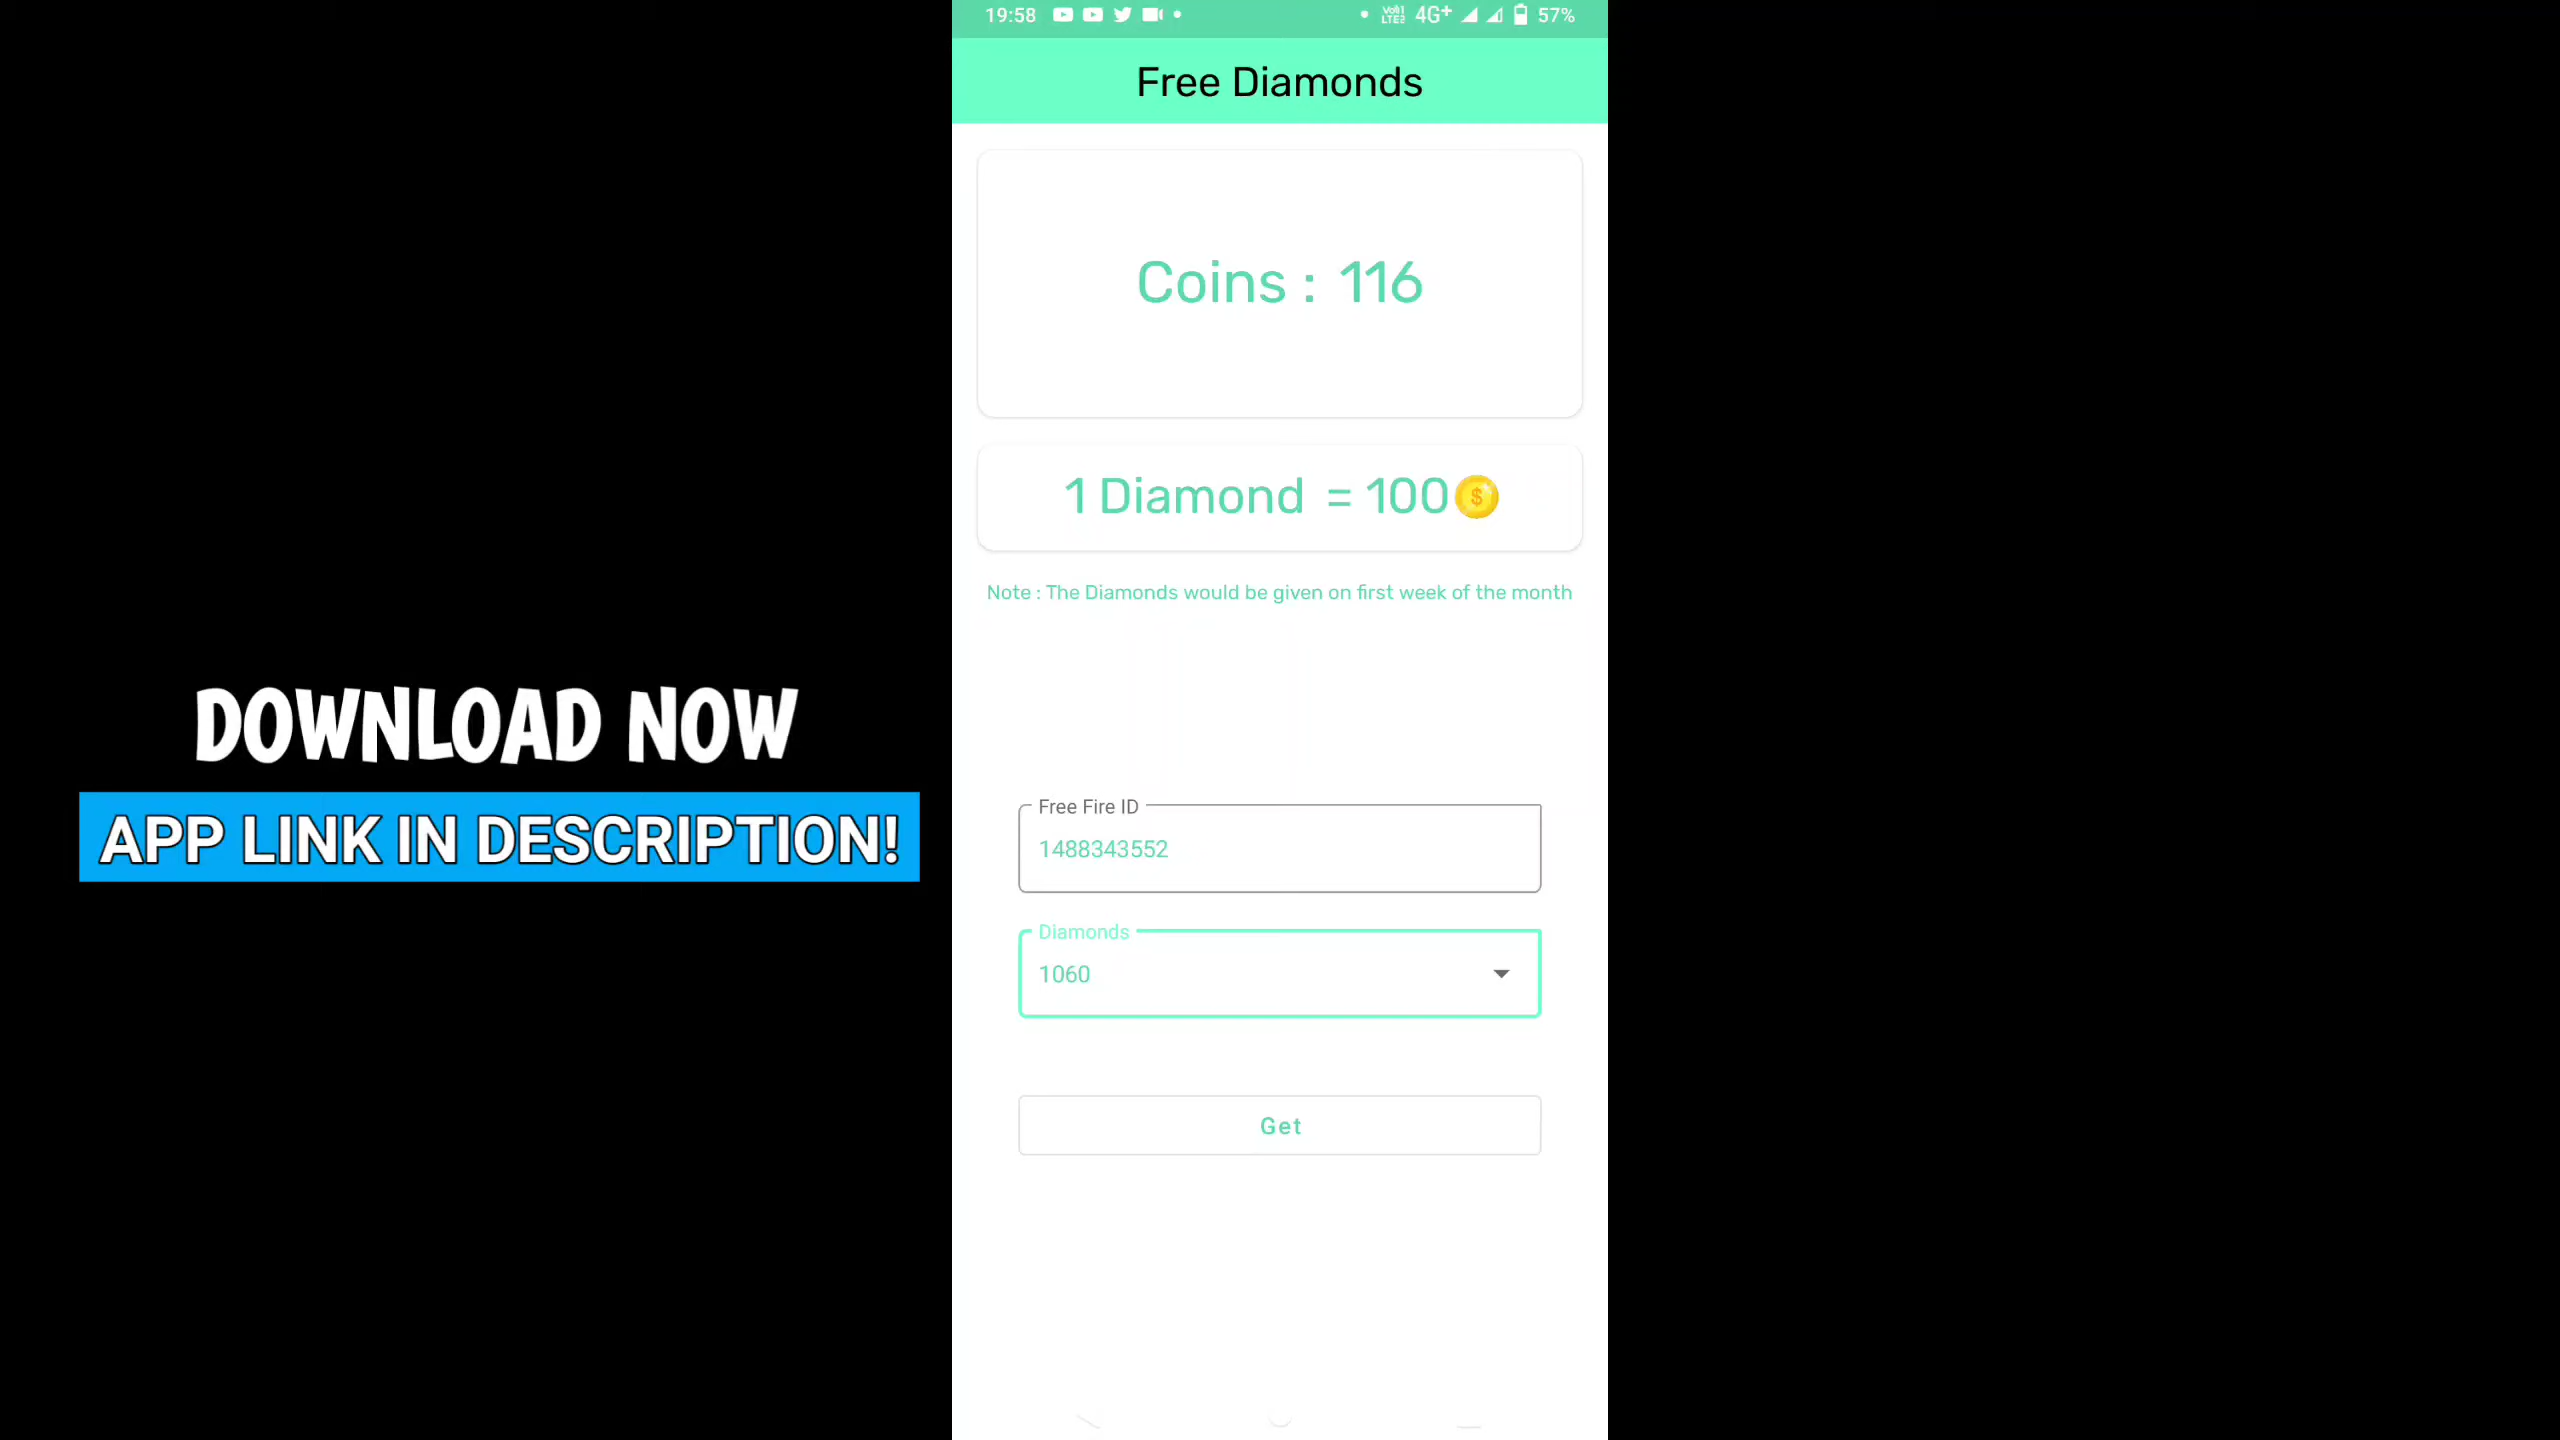 19:58 4G+ 57%
Free Diamonds
Coins : 116
1 Diamond = 100
Note : The Diamonds would be given on first week of the month
DOWNLOAD NOW
APP LINK IN DESCRIPTION!
Free Fire ID
1488343552
Diamonds
1060
Get